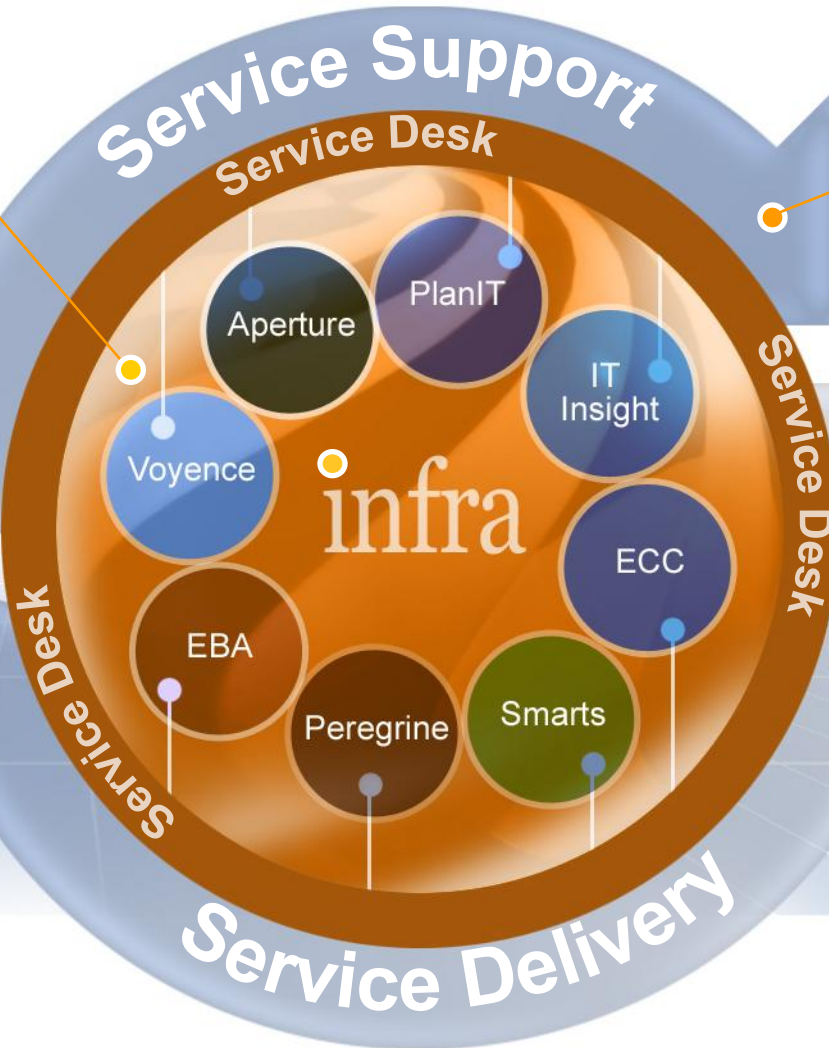 Service Support
Service Desk
PlanIT
Aperture
IT
Insight
Service Desk
Voyence
infra
ECC
Service Desk
EBA
Smarts
Peregrine
Service Delivery